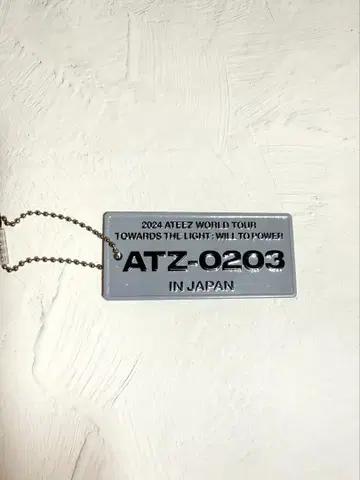 2024 ATEEZ WORLD TOUR
TOWARDS THE LIGHT : WILL TO POWER
ATZ-0203
IN JAPAN